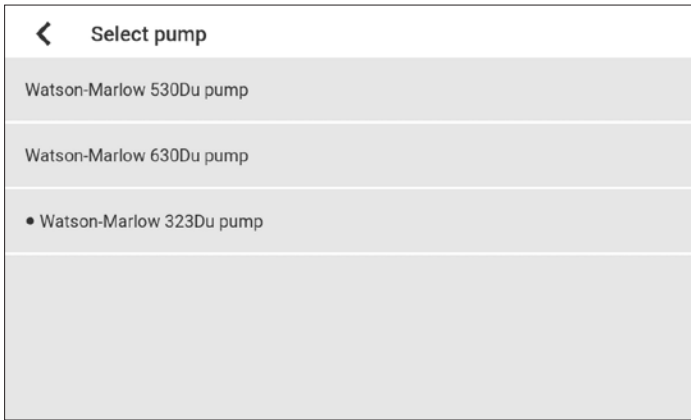 Select pump
Watson-Marlow 530Du pump
Watson-Marlow 630Du pump
• Watson-Marlow 323Du pump